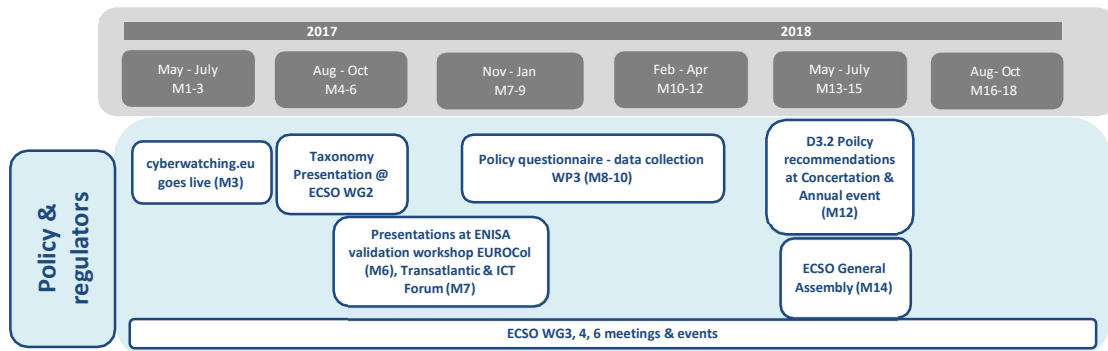 2017
2018
May - July
M1-3
Aug - Oct
M4-6
Nov - Jan
M7-9
Feb - Apr
M10-12
May - July
M13-15
Aug- Oct
M16-18
Policy &
regulators
cyberwatching.eu
goes live (M3)
Taxonomy
Presentation @
ECSO WG2
Policy questionnaire - data collection
WP3 (M8-10)
D3.2 Poilcy
recommendations
at Concertation &
Annual event
(M12)
Presentations at ENISA
validation workshop EUROCol
(M6), Transatlantic & ICT
Forum (M7)
ECSO General
Assembly (M14)
ECSO WG3, 4, 6 meetings & events